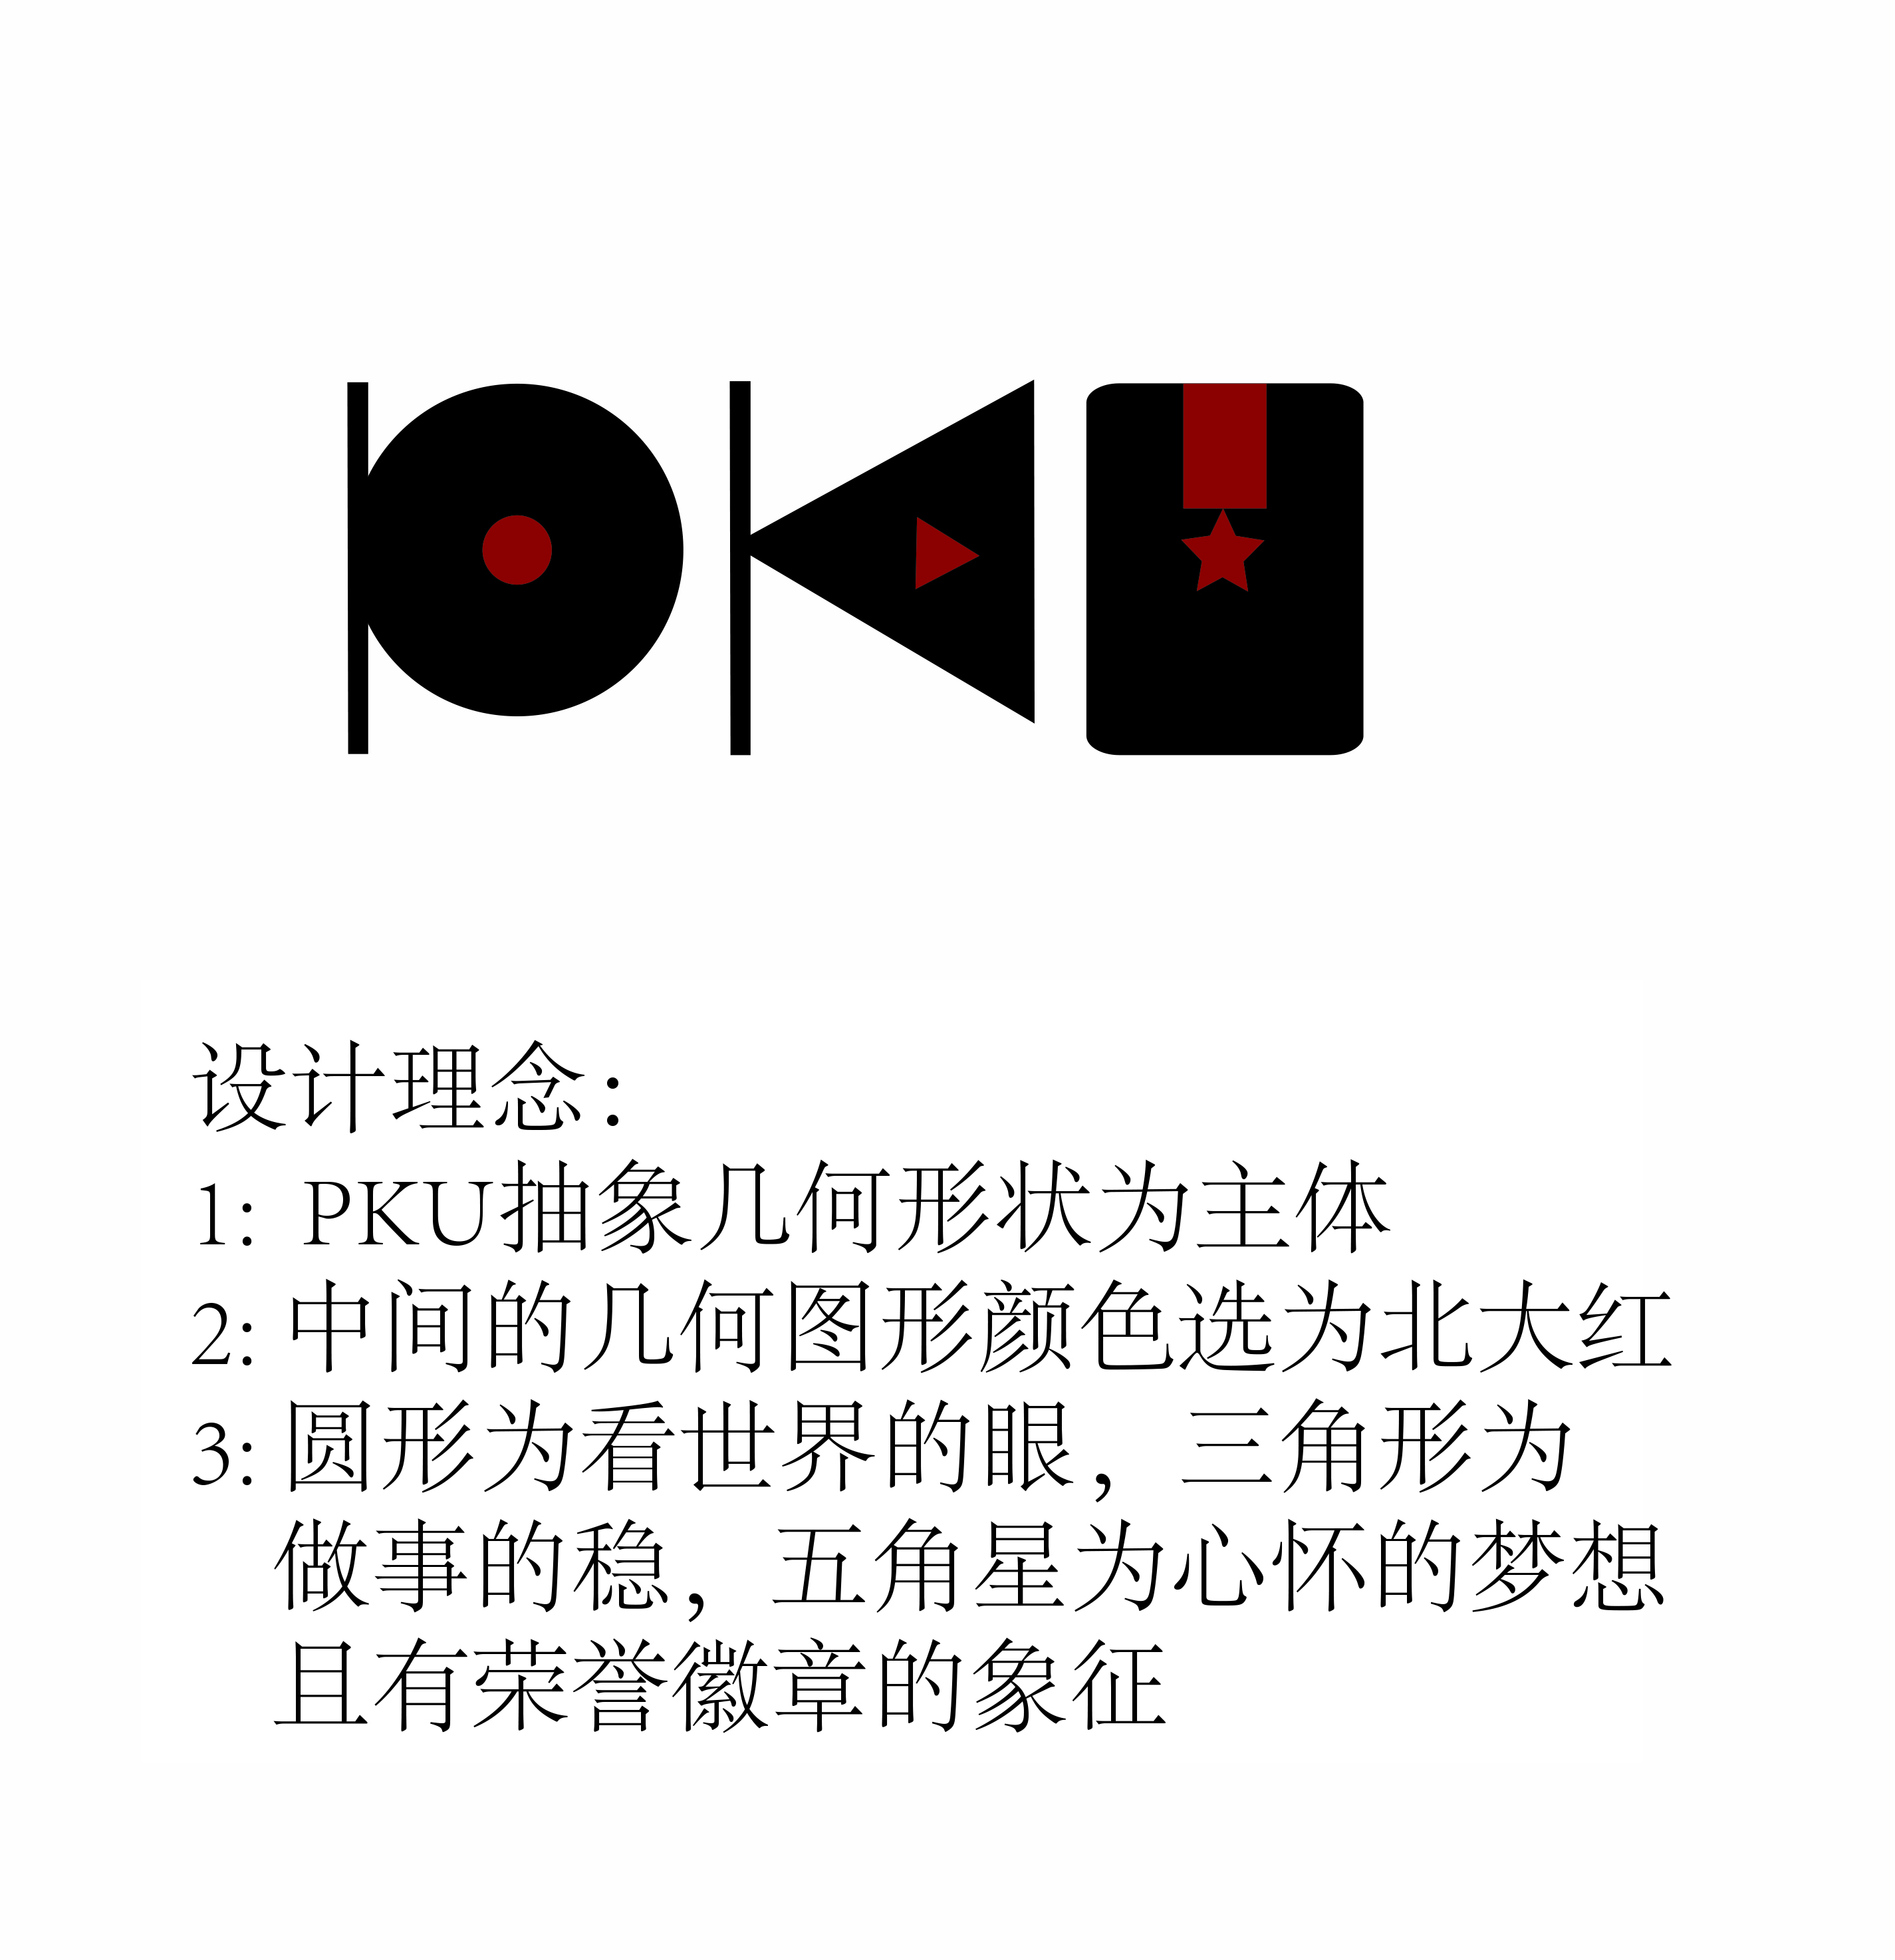 PKU
设计理念：
1：PKU抽象几何形状为主体
2：中间的几何图形颜色选为北大红
3：圆形为看世界的眼，三角形为
做事的稳，五角星为心怀的梦想
且有荣誉徽章的象征